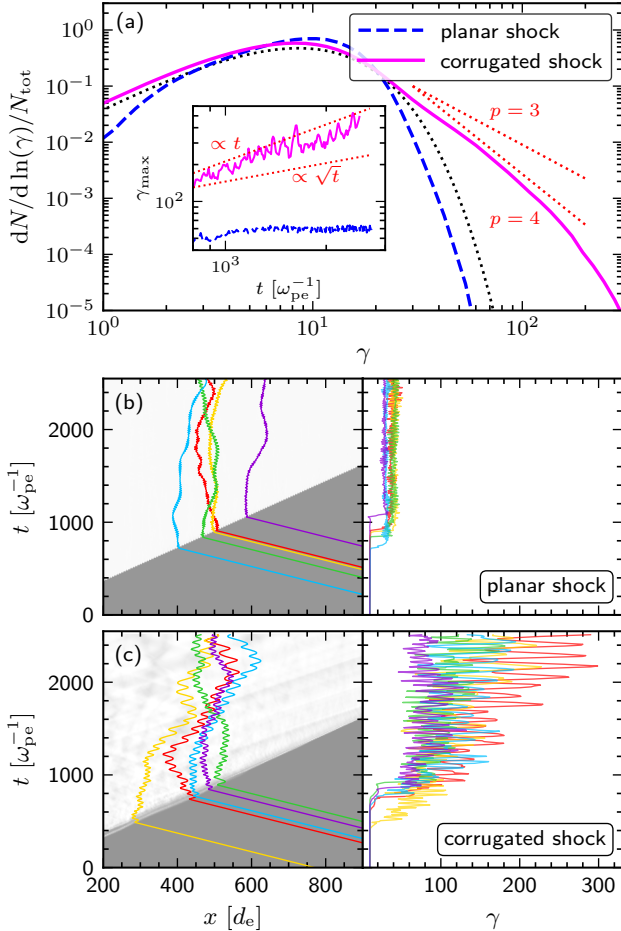 (a)
planar shock
corrugated shock
dN/d ln(γ)/N_tot
10^1
10^0
10^-1
10^-2
10^-3
10^-4
10^-5
p = 3
p = 4
γ_max
10^2
∝ t
∝ √t
10^3
t [ω_pe^-1]
10^0
10^1
10^2
γ
(b)
t [ω_pe^-1]
2000
1000
0
planar shock
(c)
t [ω_pe^-1]
2000
1000
0
corrugated shock
200
400
600
800
100
200
300
x [d_e]
γ